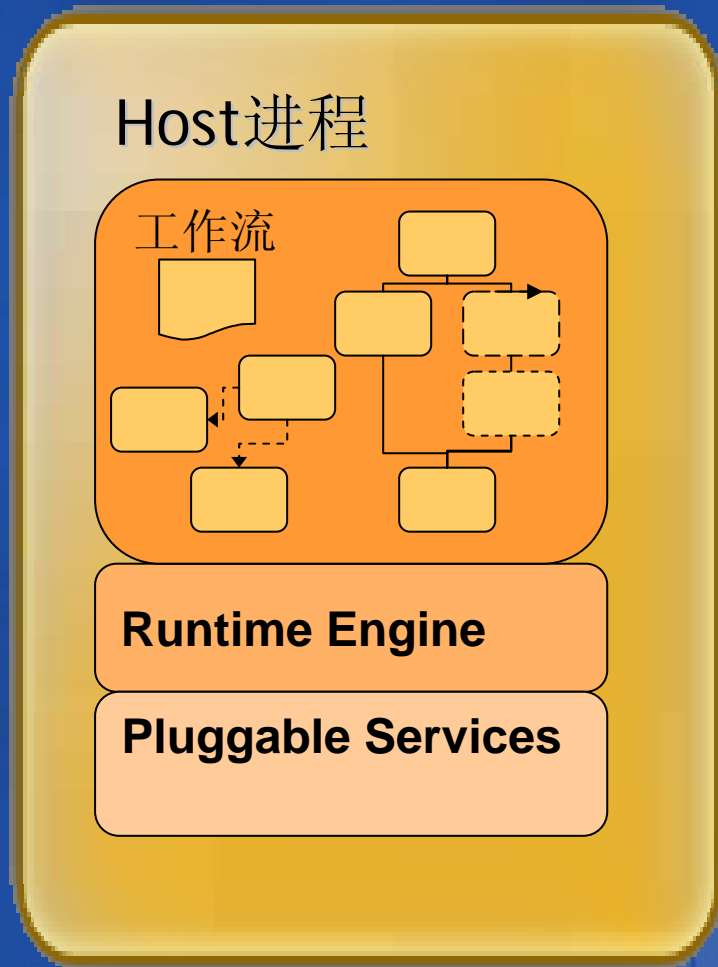 Host进程
工作流
Runtime Engine
Pluggable Services